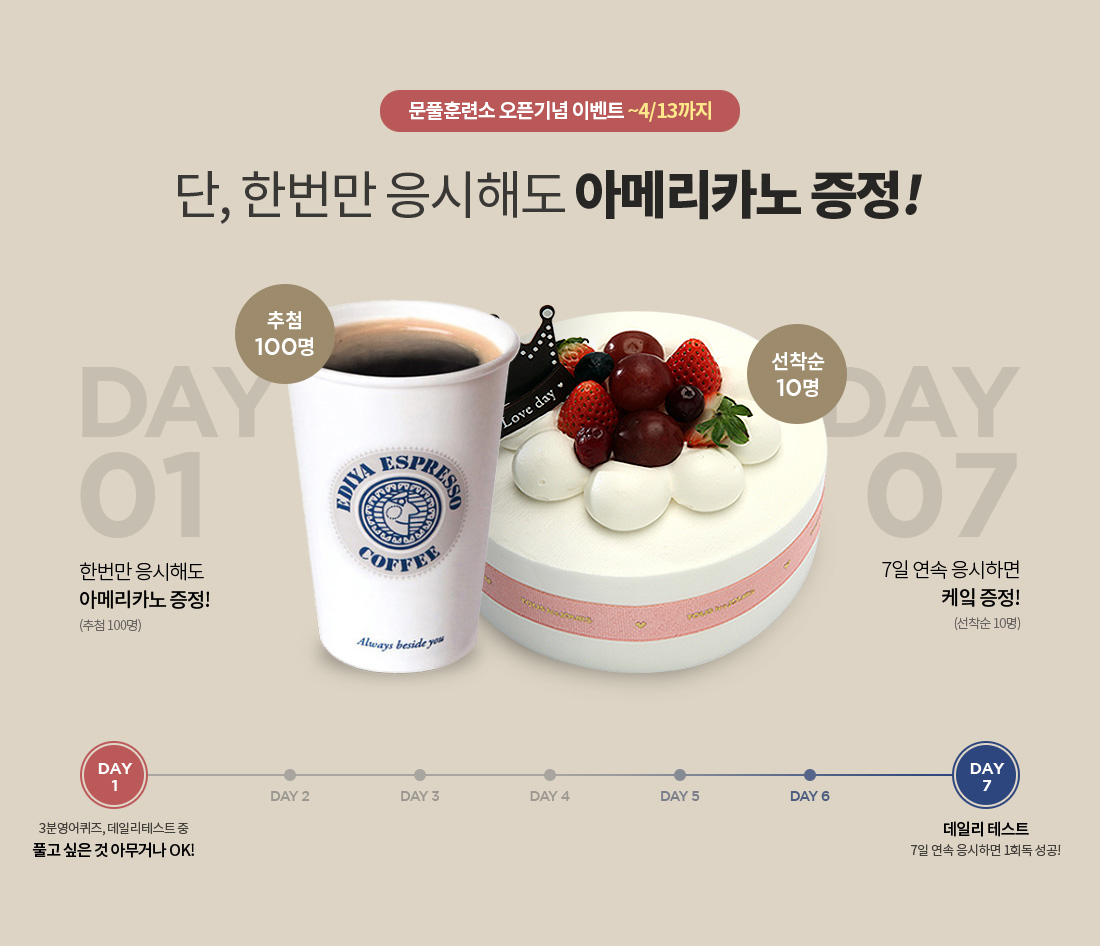 문풀훈련소 오픈기념 이벤트 ~4/13까지
단, 한번만 응시해도 아메리카노 증정!
추첨
100명
선착순
10명
Love day
EDIYA ESPRESSO
COFFEE
Always beside you
DAY
01
한번만 응시해도
아메리카노 증정!
(추첨 100명)
DAY
07
7일 연속 응시하면
케익 증정!
(선착순 10명)
DAY
1
DAY 2
DAY 3
DAY 4
DAY 5
DAY 6
DAY
7
3분영어퀴즈, 데일리테스트 중
풀고 싶은 것 아무거나 OK!
데일리 테스트
7일 연속 응시하면 1회독 성공!